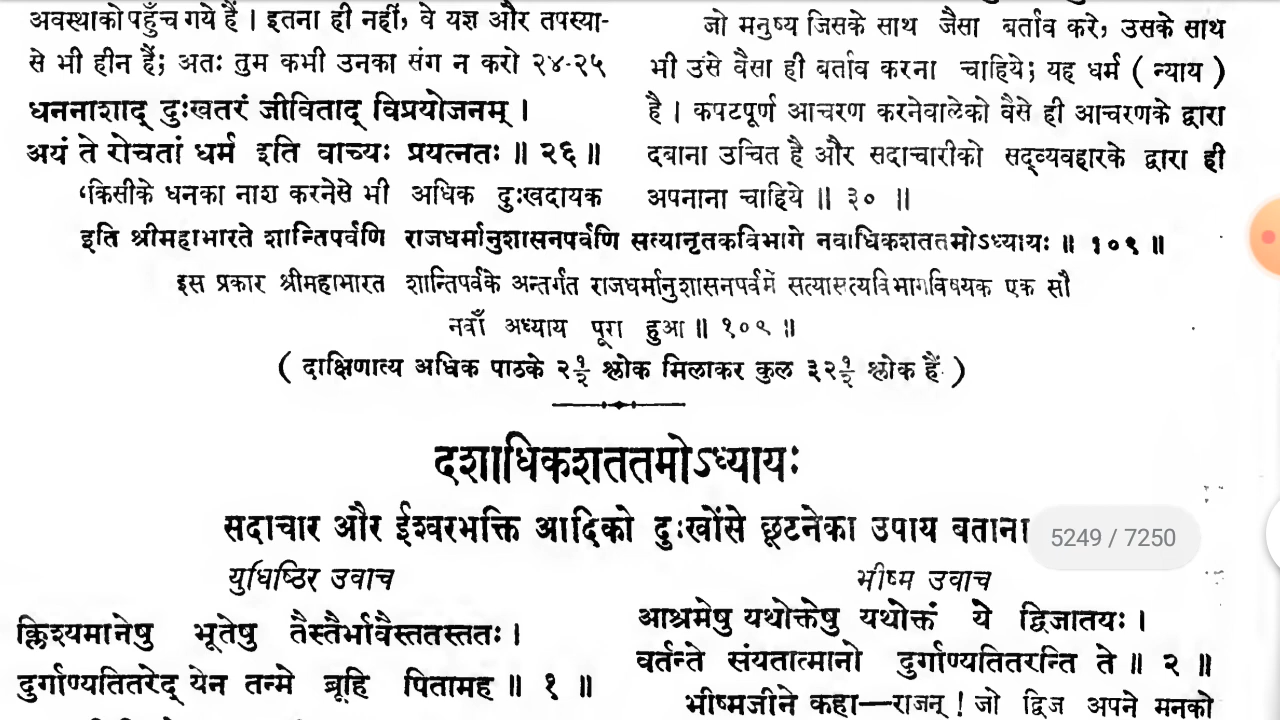 अवस्थाको पहुँच गये हैं । इतना ही नहीं, वे यज्ञ और तपस्या-
से भी हीन हैं; अतः तुम कभी उनका संग न करो २४-२५
धननाशाद् दुःखतरं जीविताद् विप्रयोजनम् ।
अयं ते रोचतां धर्म इति वाच्यः प्रयत्नतः ॥ २६ ॥
‘किसीके धनका नाश करनेसे भी अधिक दुःखदायक
जो मनुष्य जिसके साथ जैसा बर्ताव करे, उसके साथ
भी उसे वैसा ही बर्ताव करना चाहिये; यह धर्म ( न्याय )
है । कपटपूर्ण आचरण करनेवालेको वैसे ही आचरणके द्वारा
दबाना उचित है और सदाचारीको सद्व्यवहारके द्वारा ही
अपनाना चाहिये ॥ ३० ॥
इति श्रीमहाभारते शान्तिपर्वणि राजधर्मानुशासनपर्वणि सत्यानृतकविभागे नवाधिकशततमोऽध्यायः ॥ १०९ ॥
इस प्रकार श्रीमहाभारत शान्तिपर्वके अन्तर्गत राजधर्मानुशासनपर्वमें सत्यासत्यविभागविषयक एक सौ
नवाँ अध्याय पूरा हुआ ॥ १०९ ॥
( दाक्षिणात्य अधिक पाठके २½ श्लोक मिलाकर कुल ३२½ श्लोक हैं )
दशाधिकशततमोऽध्यायः
सदाचार और ईश्वरभक्ति आदिको दुःखोंसे छूटनेका उपाय बताना
5249 / 7250
युधिष्ठिर उवाच
क्लिश्यमानेषु भूतेषु तैस्तैर्भावैस्ततस्ततः ।
दुर्गाण्यतितरेद् येन तन्मे ब्रूहि पितामह ॥ १ ॥
भीष्म उवाच
आश्रमेषु यथोक्तेषु यथोक्तं ये द्विजातयः ।
वर्तन्ते संयतात्मानो दुर्गाण्यतितरन्ति ते ॥ २ ॥
भीष्मजीने कहा—राजन् ! जो द्विज अपने मनको